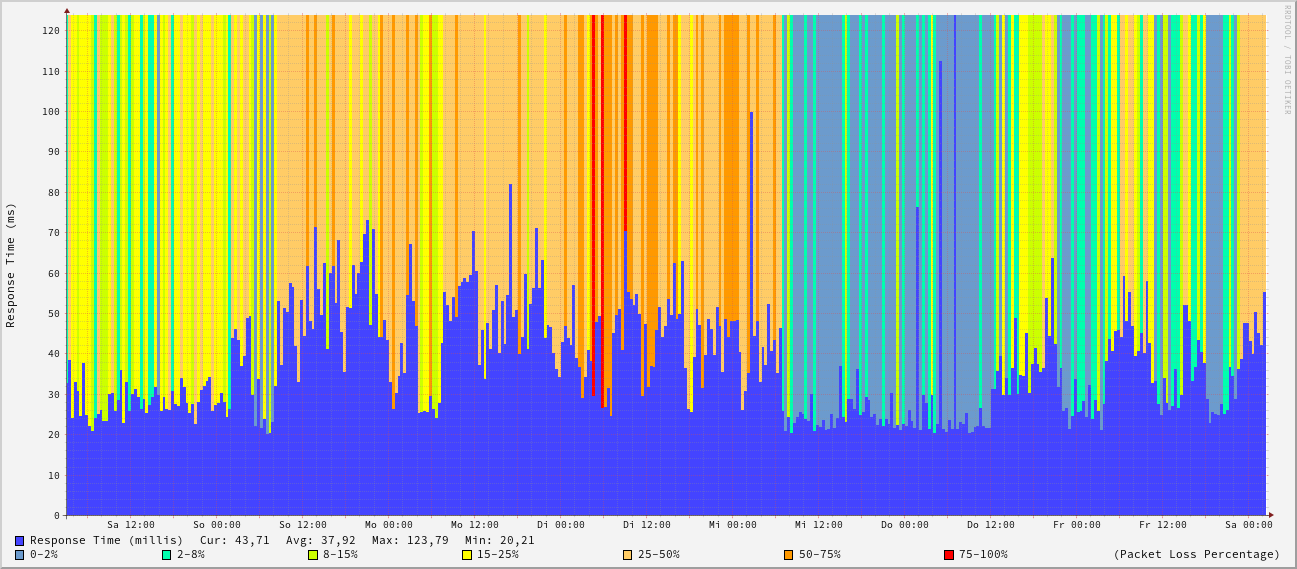 RRDTOOL / TOBI OETIKER
Response Time (ms)
120
110
100
90
80
70
60
50
40
30
20
10
0
Sa 12:00 So 00:00 So 12:00 Mo 00:00 Mo 12:00 Di 00:00 Di 12:00 Mi 00:00 Mi 12:00 Do 00:00 Do 12:00 Fr 00:00 Fr 12:00 Sa 00:00
Response Time (millis) Cur: 43,71 Avg: 37,92 Max: 123,79 Min: 20,21
0-2% 2-8% 8-15% 15-25% 25-50% 50-75% 75-100% (Packet Loss Percentage)